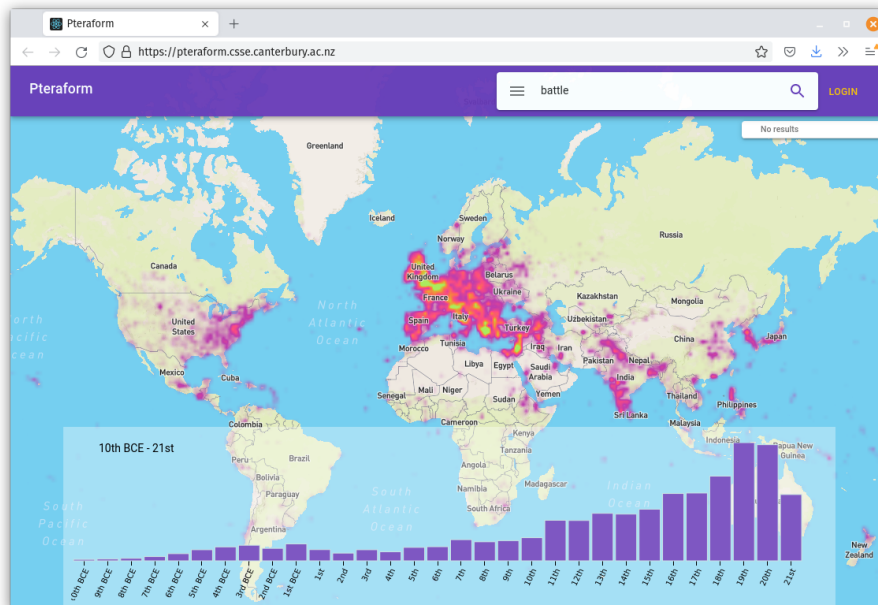 Pteraform
https://pteraform.csse.canterbury.ac.nz
Pteraform
battle
LOGIN
No results
Greenland
Iceland
Sweden
Norway
Russia
Canada
United
Kingdom
Belarus
Ukraine
France
Kazakhstan
Mongolia
North
Atlantic
Ocean
United
States
Spain
Italy
Turkey
Uzbekistan
China
Japan
Morocco
Tunisia
Iraq
Iran
Pakistan
Nepal
Mexico
Cuba
Libya
Egypt
Saudi
Arabia
India
Senegal
Mali
Niger
Sudan
Yemen
Thailand
Philippines
Sri Lanka
Malaysia
Colombia
Cameroon
Kenya
Indonesia
Papua New
Guinea
10th BCE - 21st
Peru
Brazil
Tanzania
Angola
Bolivia
Namibia
Madagascar
Indian
Ocean
Paraguay
South
Atlantic
Ocean
South Africa
South
Pacific
Ocean
Argentina
New
Zealand
9th BCE
8th BCE
7th BCE
6th BCE
5th BCE
4th BCE
3rd BCE
2nd BCE
1st BCE
1st
2nd
3rd
4th
5th
6th
7th
8th
9th
10th
11th
12th
13th
14th
15th
16th
17th
18th
19th
20th
21st